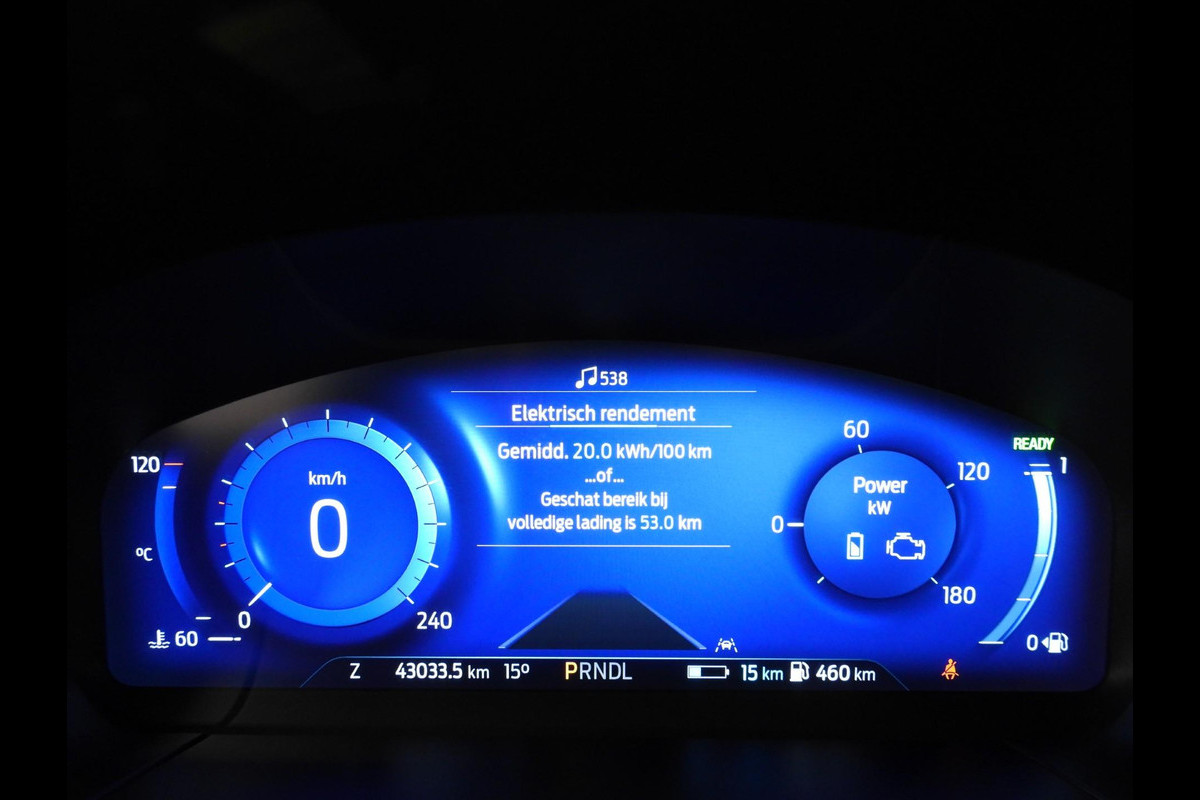 538
Elektrisch rendement
Gemidd. 20.0 kWh/100 km
...of...
Geschat bereik bij
volledige lading is 53.0 km
120
ºC
60
km/h
0
0
240
60
120
Power
kW
0
180
READY
1
0
Z 43033.5 km 15º PRNDL 15 km 460 km